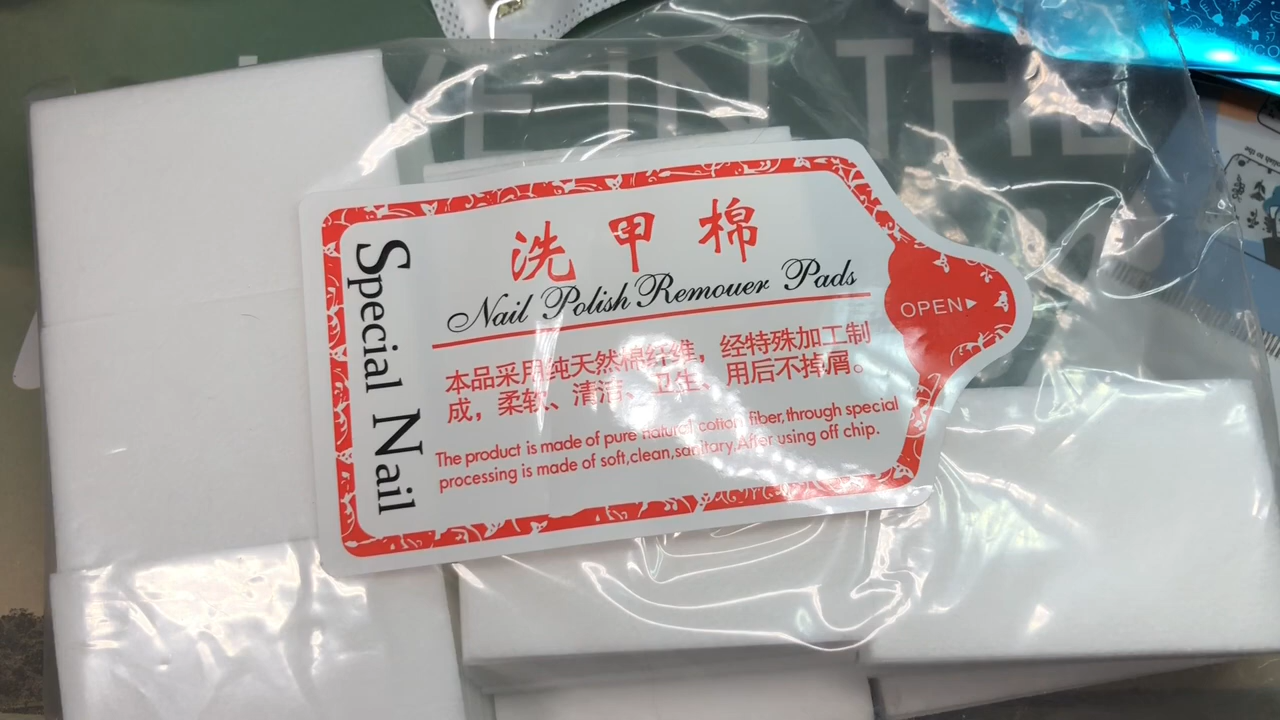 IN THE
NICO
洗甲棉
Nail Polish Remouer Pads
OPEN
Special Nail
本品采用纯天然棉纤维，经特殊加工制
成，柔软、清洁、卫生、用后不掉屑。
The product is made of pure natural cotton fiber,through special
processing is made of soft,clean,sanitary.After using off chip.